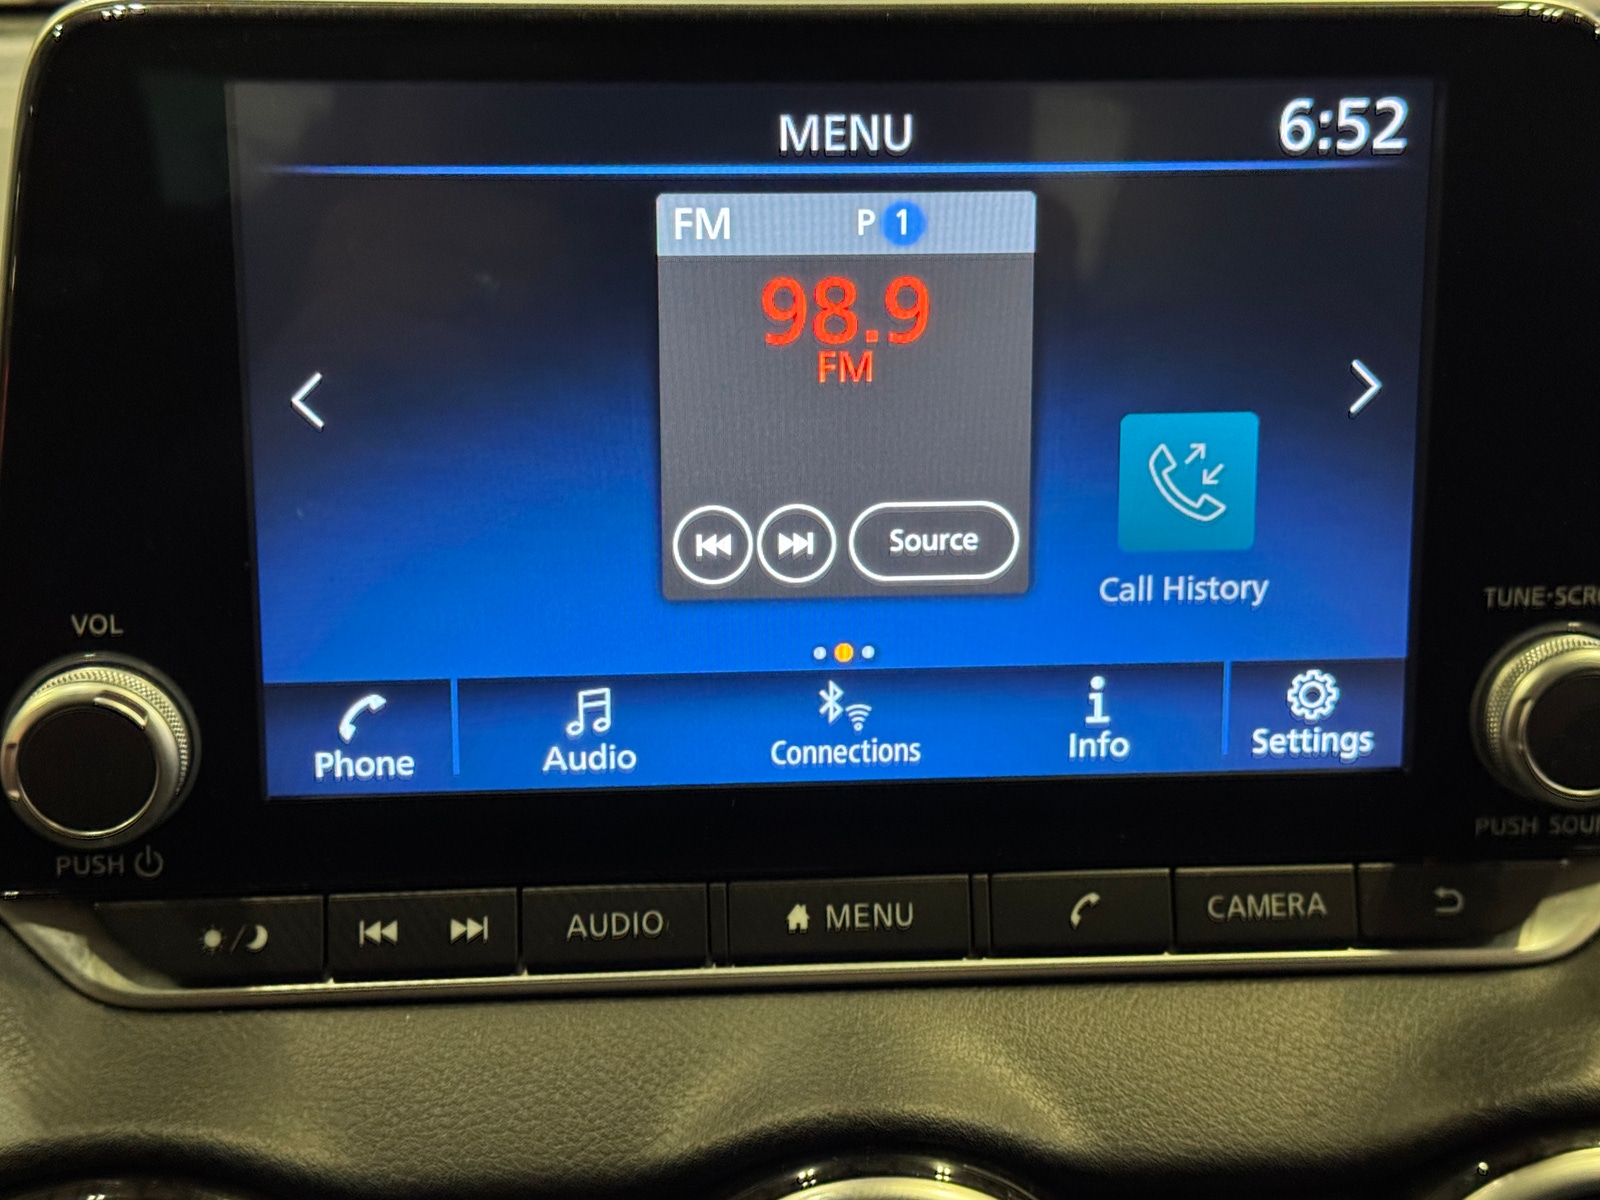 MENU
6:52
FM P 1
98.9
FM
Source
Call History
Phone
Audio
Connections
Info
Settings
VOL
PUSH
PUSH
AUDIO
MENU
CAMERA